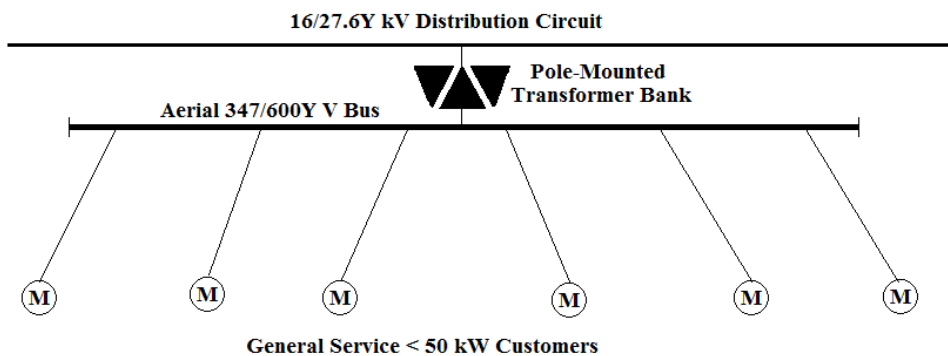 16/27.6Y kV Distribution Circuit
Pole-Mounted
Transformer Bank
Aerial 347/600Y V Bus
M M M M M M
General Service < 50 kW Customers